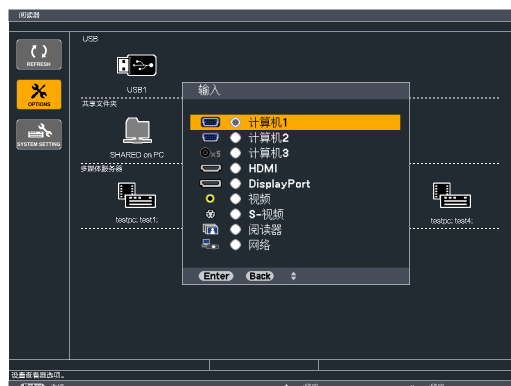 阅读器
USB
REFRESH
USB1
OPTIONS
共享文件夹
SYSTEM SETTING
SHARED on PC
多媒体服务器
testpc: test1;
testpc: test4;
输入
计算机1
计算机2
×5 计算机3
HDMI
DisplayPort
视频
S-视频
阅读器
网络
Enter Back
设置查看器选项。